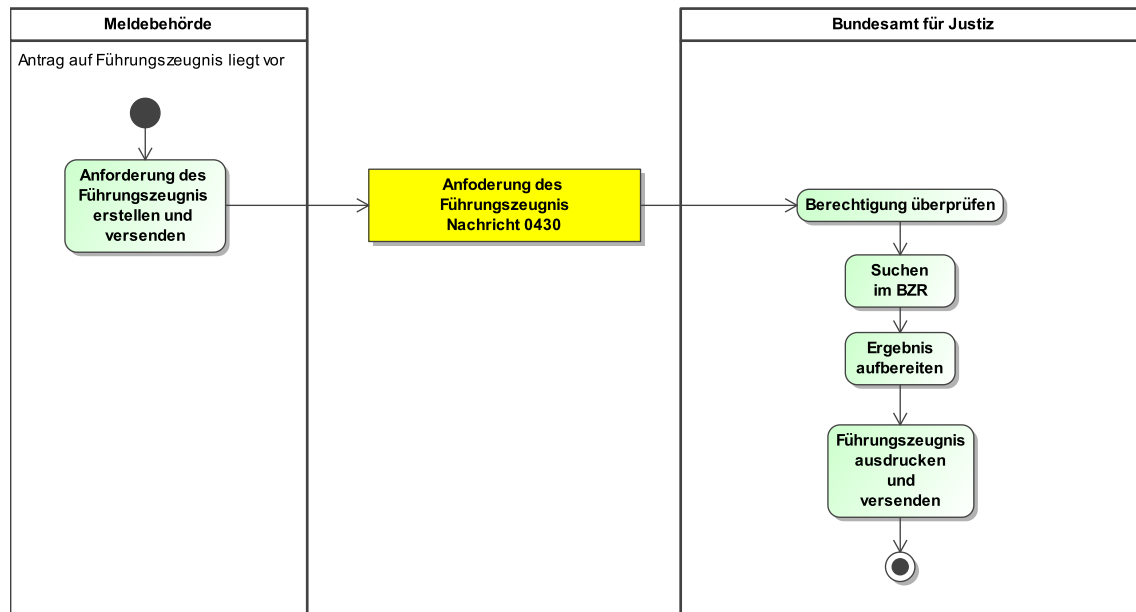 Meldebehörde
Antrag auf Führungszeugnis liegt vor
Anforderung des
Führungszeugnis
erstellen und
versenden
Anfoderung des
Führungszeugnis
Nachricht 0430
Bundesamt für Justiz
Berechtigung überprüfen
Suchen
im BZR
Ergebnis
aufbereiten
Führungszeugnis
ausdrucken
und
versenden